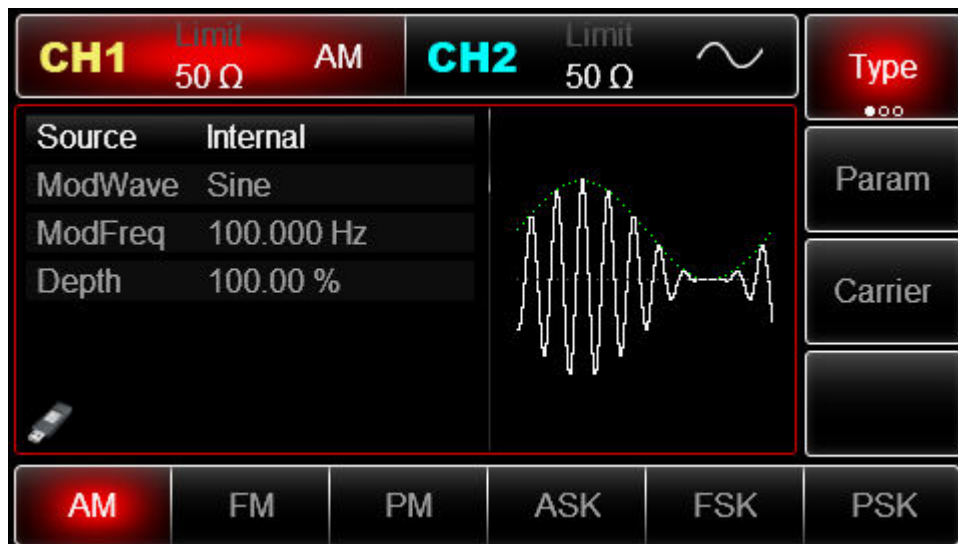 CH1 Limit 50 Ω AM
CH2 Limit 50 Ω
Type
Source Internal
ModWave Sine
ModFreq 100.000 Hz
Depth 100.00 %
Param
Carrier
AM FM PM ASK FSK PSK